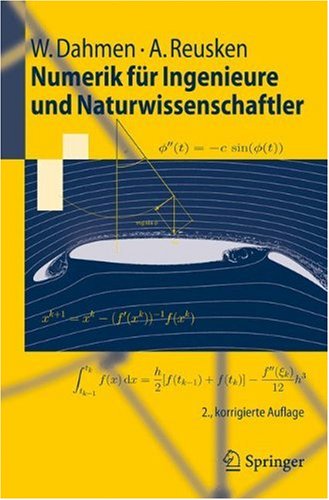 W. Dahmen · A. Reusken
Numerik für Ingenieure
und Naturwissenschaftler
φ''(t) = −c sin(φ(t))
x^{k+1} = x^k − (f'(x^k))^{-1} f(x^k)
∫_{t_{k-1}}^{t_k} f(x) dx = h/2 [f(t_{k-1}) + f(t_k)] − f''(ξ_k)/12 h^3
2., korrigierte Auflage
Springer